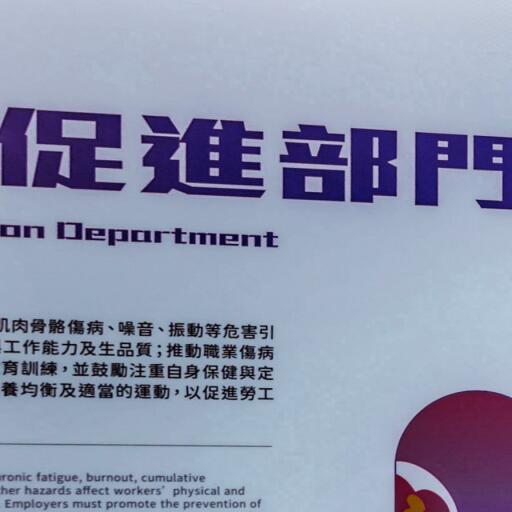 促進部門
on Department
肌肉骨骼傷病、噪音、振動等危害引
工作能力及生品質；推動職業傷病
育訓練，並鼓勵注重自身保健與定
養均衡及適當的運動，以促進勞工
ronic fatigue, burnout, cumulative
her hazards affect workers' physical and
Employers must promote the prevention of